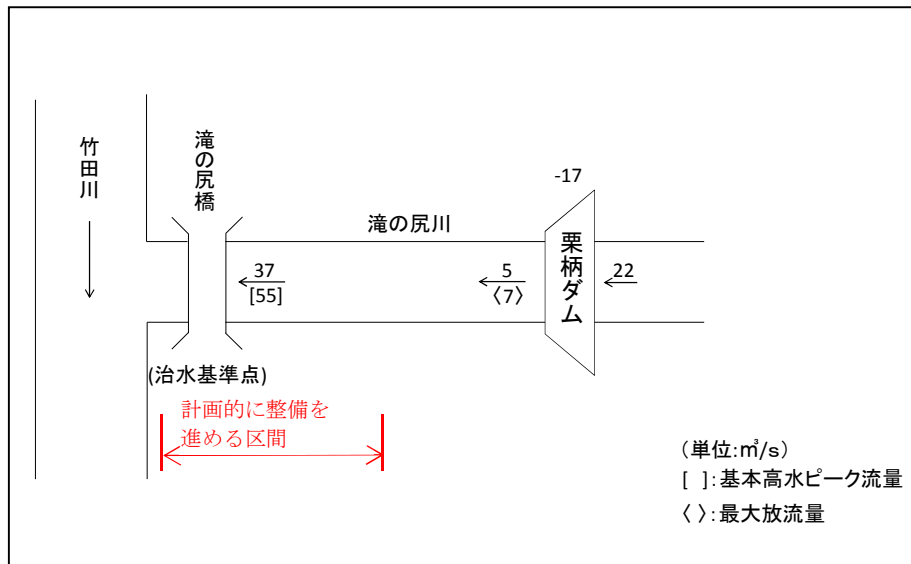 竹田川
滝の尻橋
滝の尻川
-17
栗柄ダム
37
[55]
5
〈7〉
22
(治水基準点)
計画的に整備を
進める区間
(単位:㎥/s)
[ ]:基本高水ピーク流量
〈 〉:最大放流量